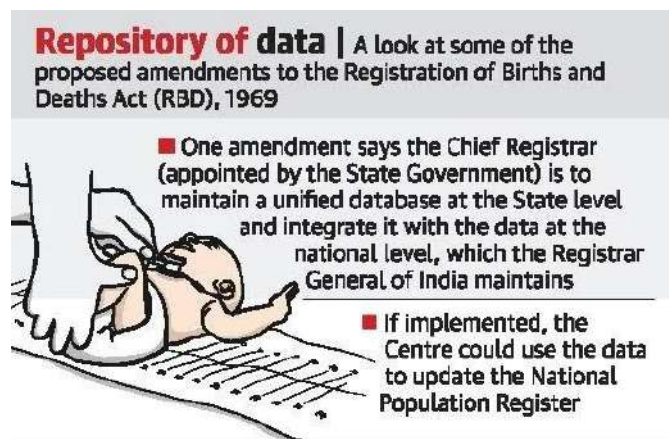 Repository of data | A look at some of the
proposed amendments to the Registration of Births and
Deaths Act (RBD), 1969
■ One amendment says the Chief Registrar
(appointed by the State Government) is to
maintain a unified database at the State level
and integrate it with the data at the
national level, which the Registrar
General of India maintains
■ If implemented, the
Centre could use the data
to update the National
Population Register